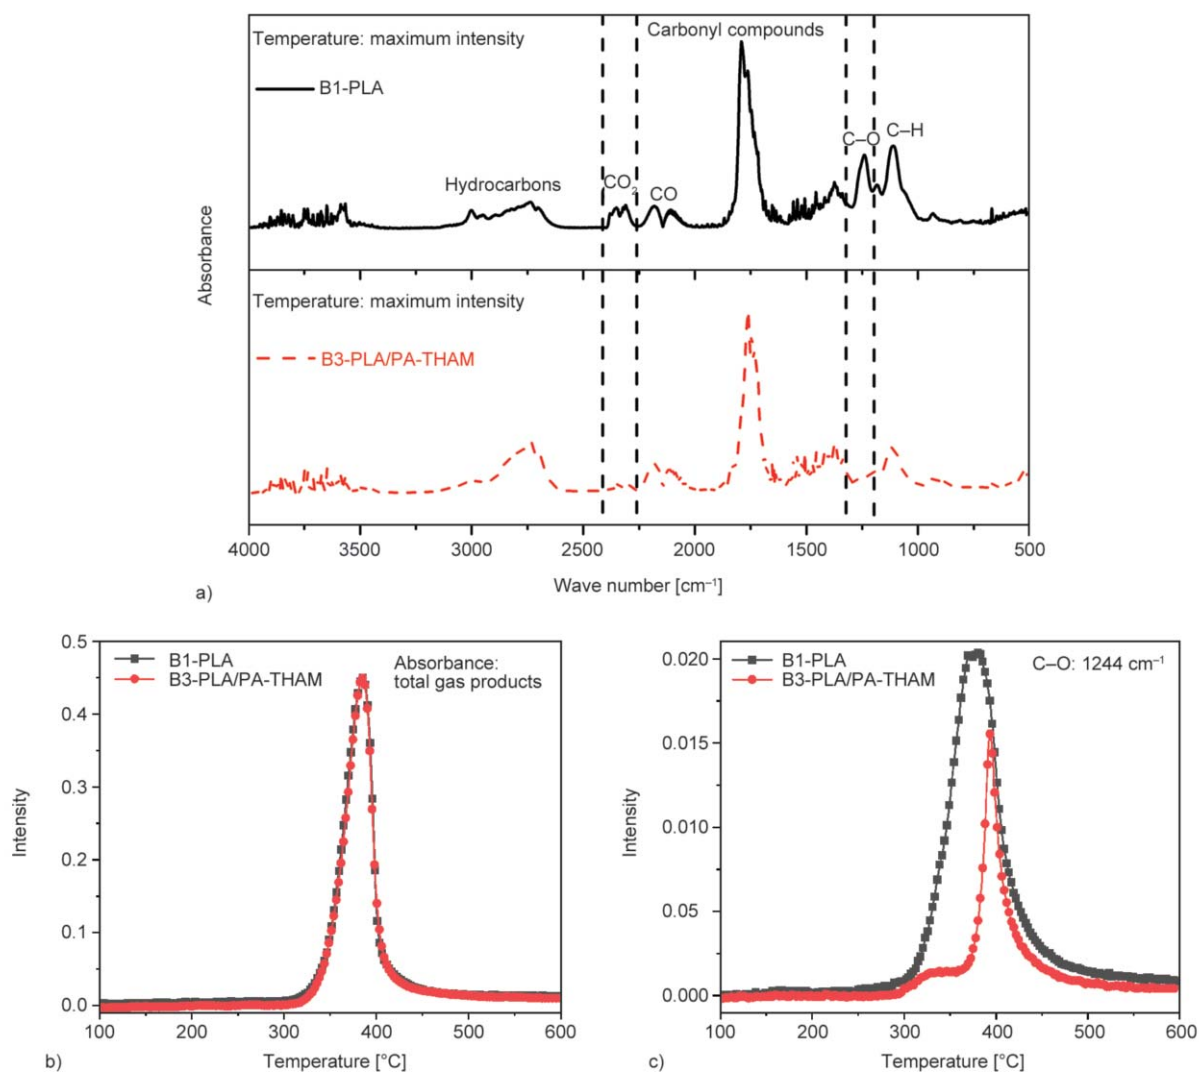 Temperature: maximum intensity
B1-PLA
Carbonyl compounds
C–O
C–H
Hydrocarbons
CO2
CO
Absorbance
Temperature: maximum intensity
B3-PLA/PA-THAM
4000 3500 3000 2500 2000 1500 1000 500
Wave number [cm–1]
a)
0.5
0.4
0.3
0.2
0.1
0.0
Intensity
B1-PLA
B3-PLA/PA-THAM
Absorbance:
total gas products
100 200 300 400 500 600
Temperature [°C]
b)
0.020
0.015
0.010
0.05
0.000
Intensity
B1-PLA
B3-PLA/PA-THAM
C–O: 1244 cm–1
100 200 300 400 500 600
Temperature [°C]
c)